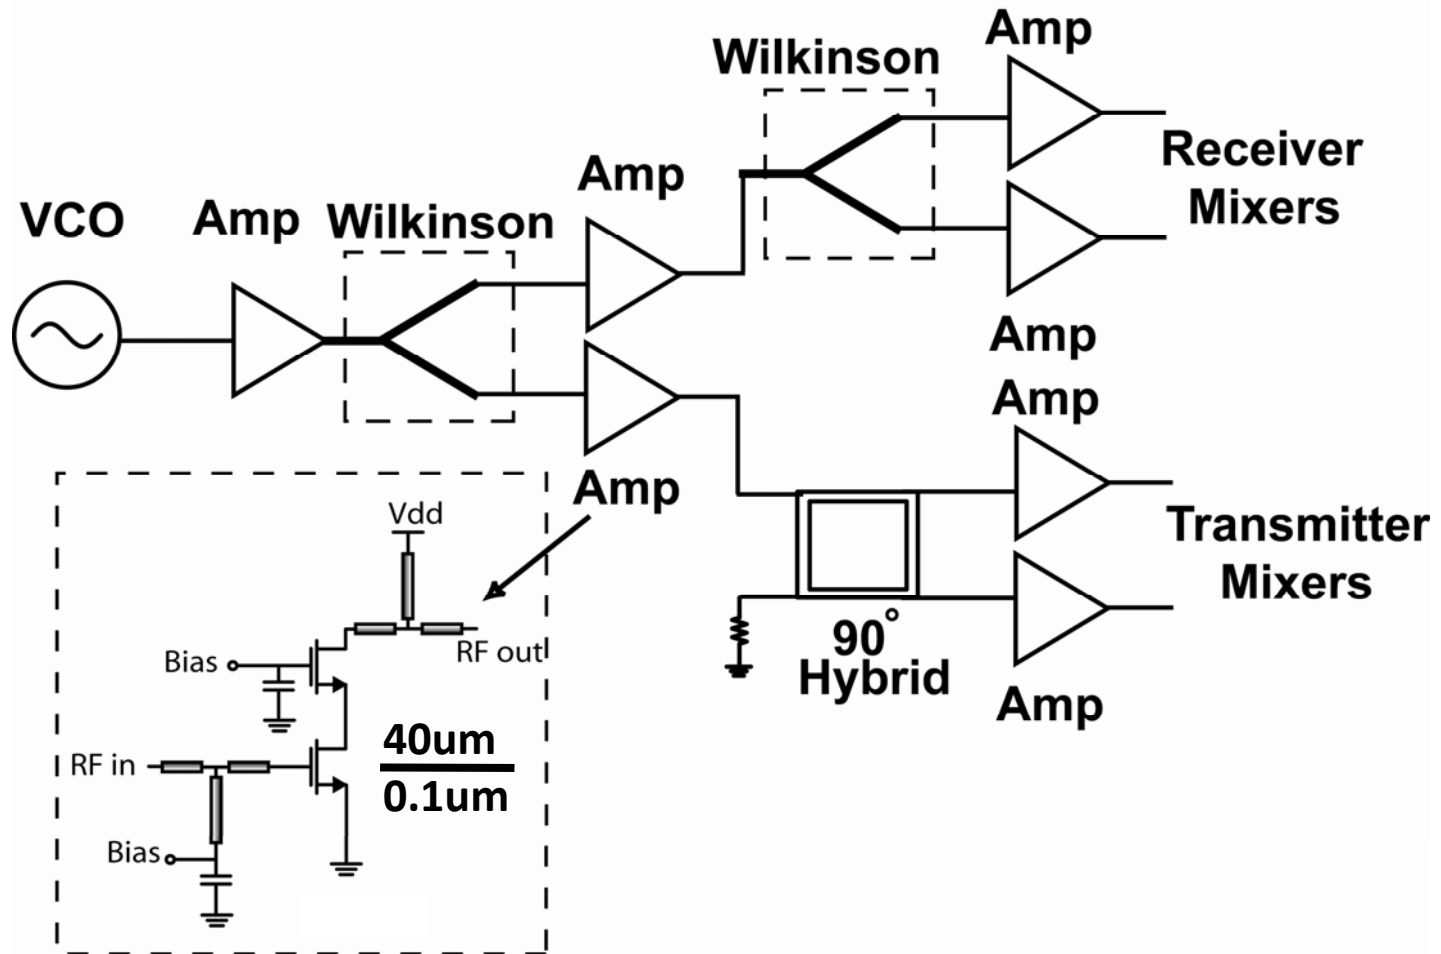 Amp
Wilkinson
Receiver
Mixers
Amp
VCO
Amp
Wilkinson
Amp
Amp
Amp
Vdd
Transmitter
Mixers
RF out
90°
Hybrid
Bias
Amp
40um
0.1um
RF in
Bias